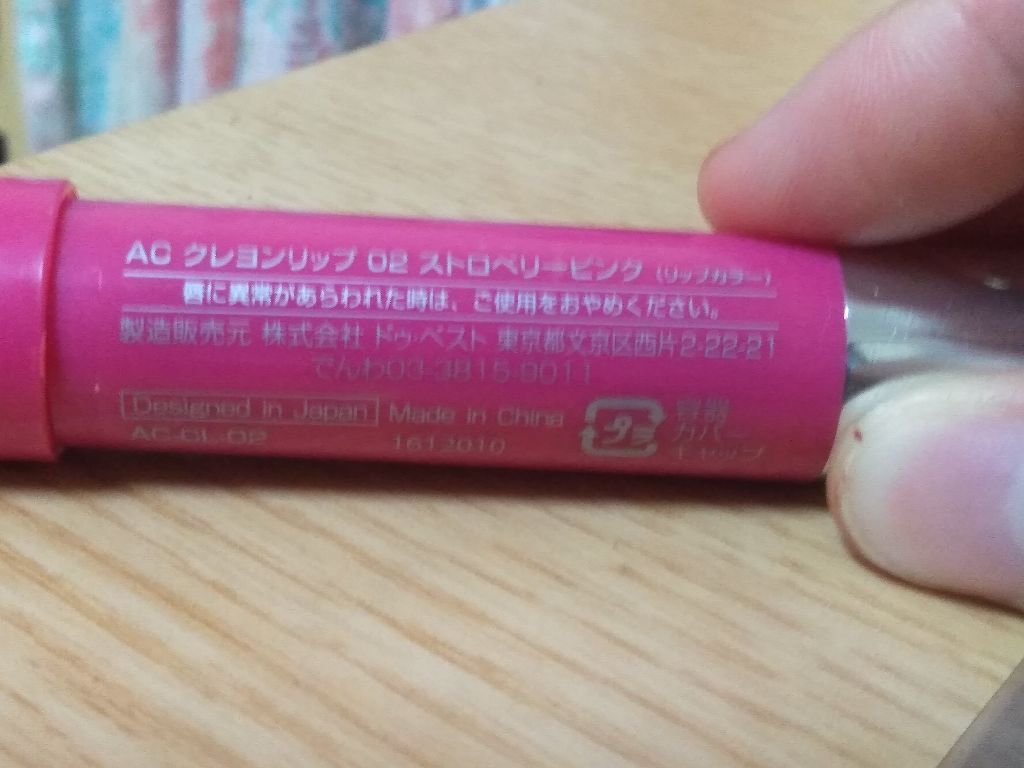 AC クレヨンリップ 02 ストロベリーピンク (リップカラー)
唇に異常があらわれた時は、ご使用をおやめください。
製造販売元 株式会社 ドゥ・ベスト 東京都文京区西片2-22-21
でんわ03-3815-9011
Designed in Japan Made in China
AC-CL-02 1612010
プラ
容器
カバー
キャップ